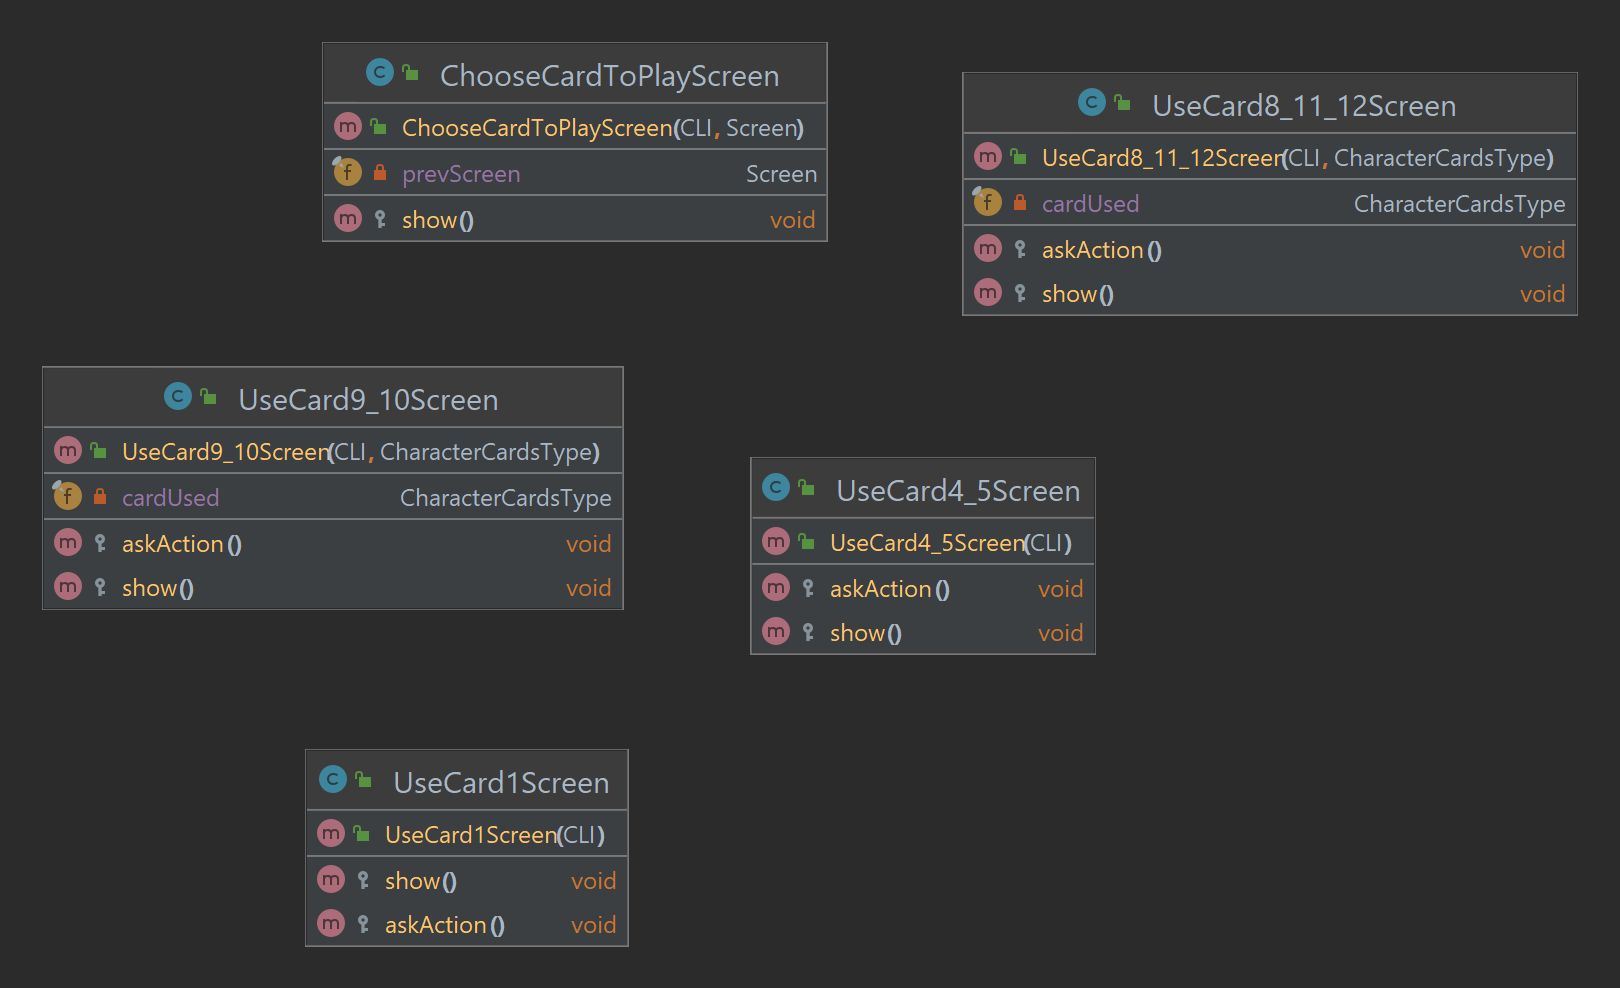 C ChooseCardToPlayScreen
m ChooseCardToPlayScreen(CLI, Screen)
f prevScreen Screen
m show() void
C UseCard8_11_12Screen
m UseCard8_11_12Screen(CLI, CharacterCardsType)
f cardUsed CharacterCardsType
m askAction() void
m show() void
C UseCard9_10Screen
m UseCard9_10Screen(CLI, CharacterCardsType)
f cardUsed CharacterCardsType
m askAction() void
m show() void
C UseCard4_5Screen
m UseCard4_5Screen(CLI)
m askAction() void
m show() void
C UseCard1Screen
m UseCard1Screen(CLI)
m show() void
m askAction() void